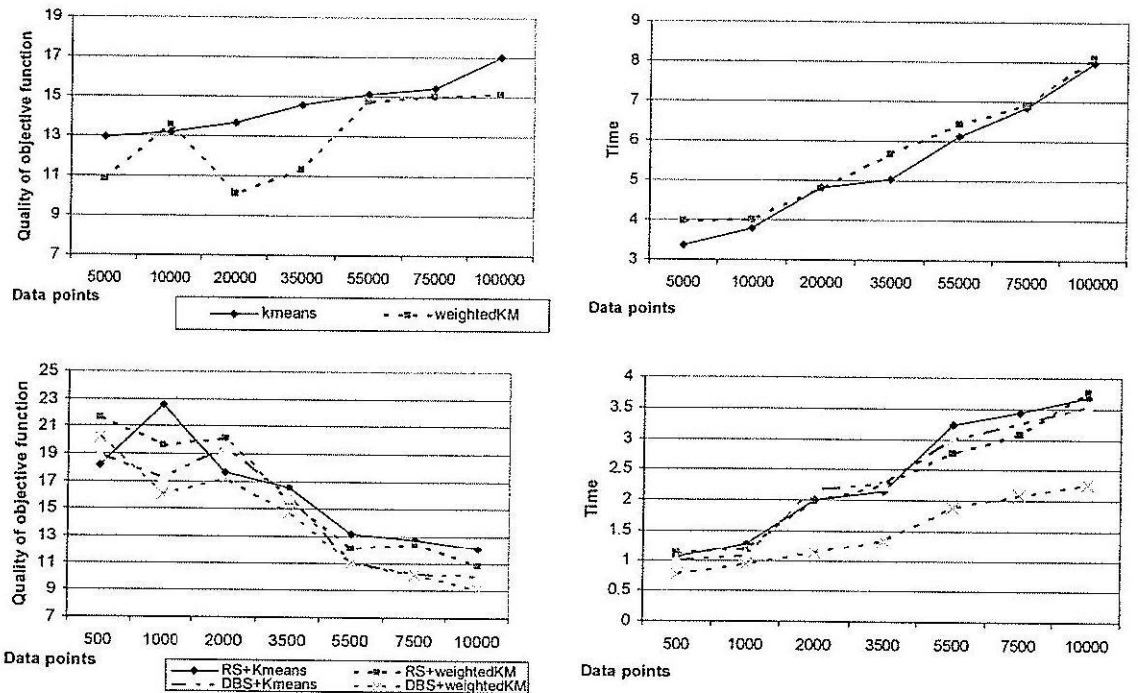 Quality of objective function
19
17
15
13
11
9
7
5000 10000 20000 35000 55000 75000 100000
Data points
kmeans weightedKM
Time
9
8
7
6
5
4
3
5000 10000 20000 35000 55000 75000 100000
Data points
Quality of objective function
25
23
21
19
17
15
13
11
9
7
500 1000 2000 3500 5500 7500 10000
Data points
RS+Kmeans RS+weightedKM
DBS+Kmeans DBS+weightedKM
Time
4
3.5
3
2.5
2
1.5
1
0.5
0
500 1000 2000 3500 5500 7500 10000
Data points